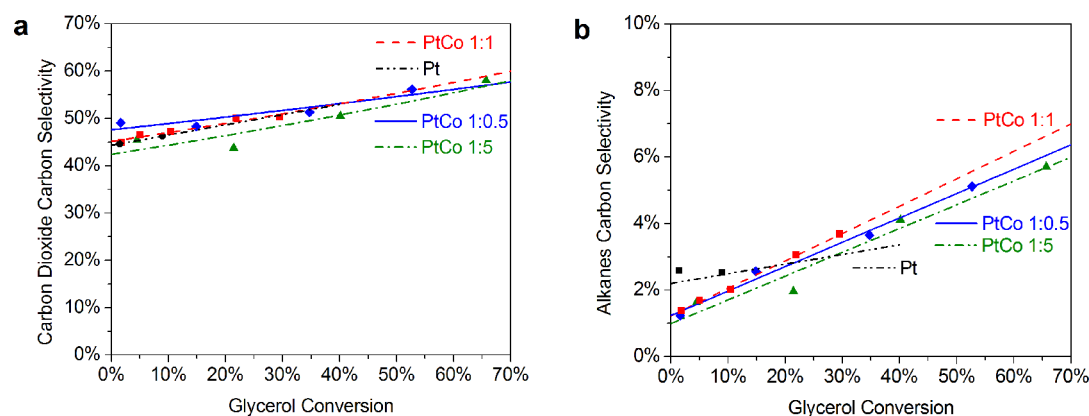 a
70%
60%
50%
40%
30%
20%
10%
0%
Carbon Dioxide Carbon Selectivity
PtCo 1:1
Pt
PtCo 1:0.5
PtCo 1:5
0% 10% 20% 30% 40% 50% 60% 70%
Glycerol Conversion
b
10%
8%
6%
4%
2%
0%
Alkanes Carbon Selectivity
PtCo 1:1
PtCo 1:0.5
PtCo 1:5
Pt
0% 10% 20% 30% 40% 50% 60% 70%
Glycerol Conversion